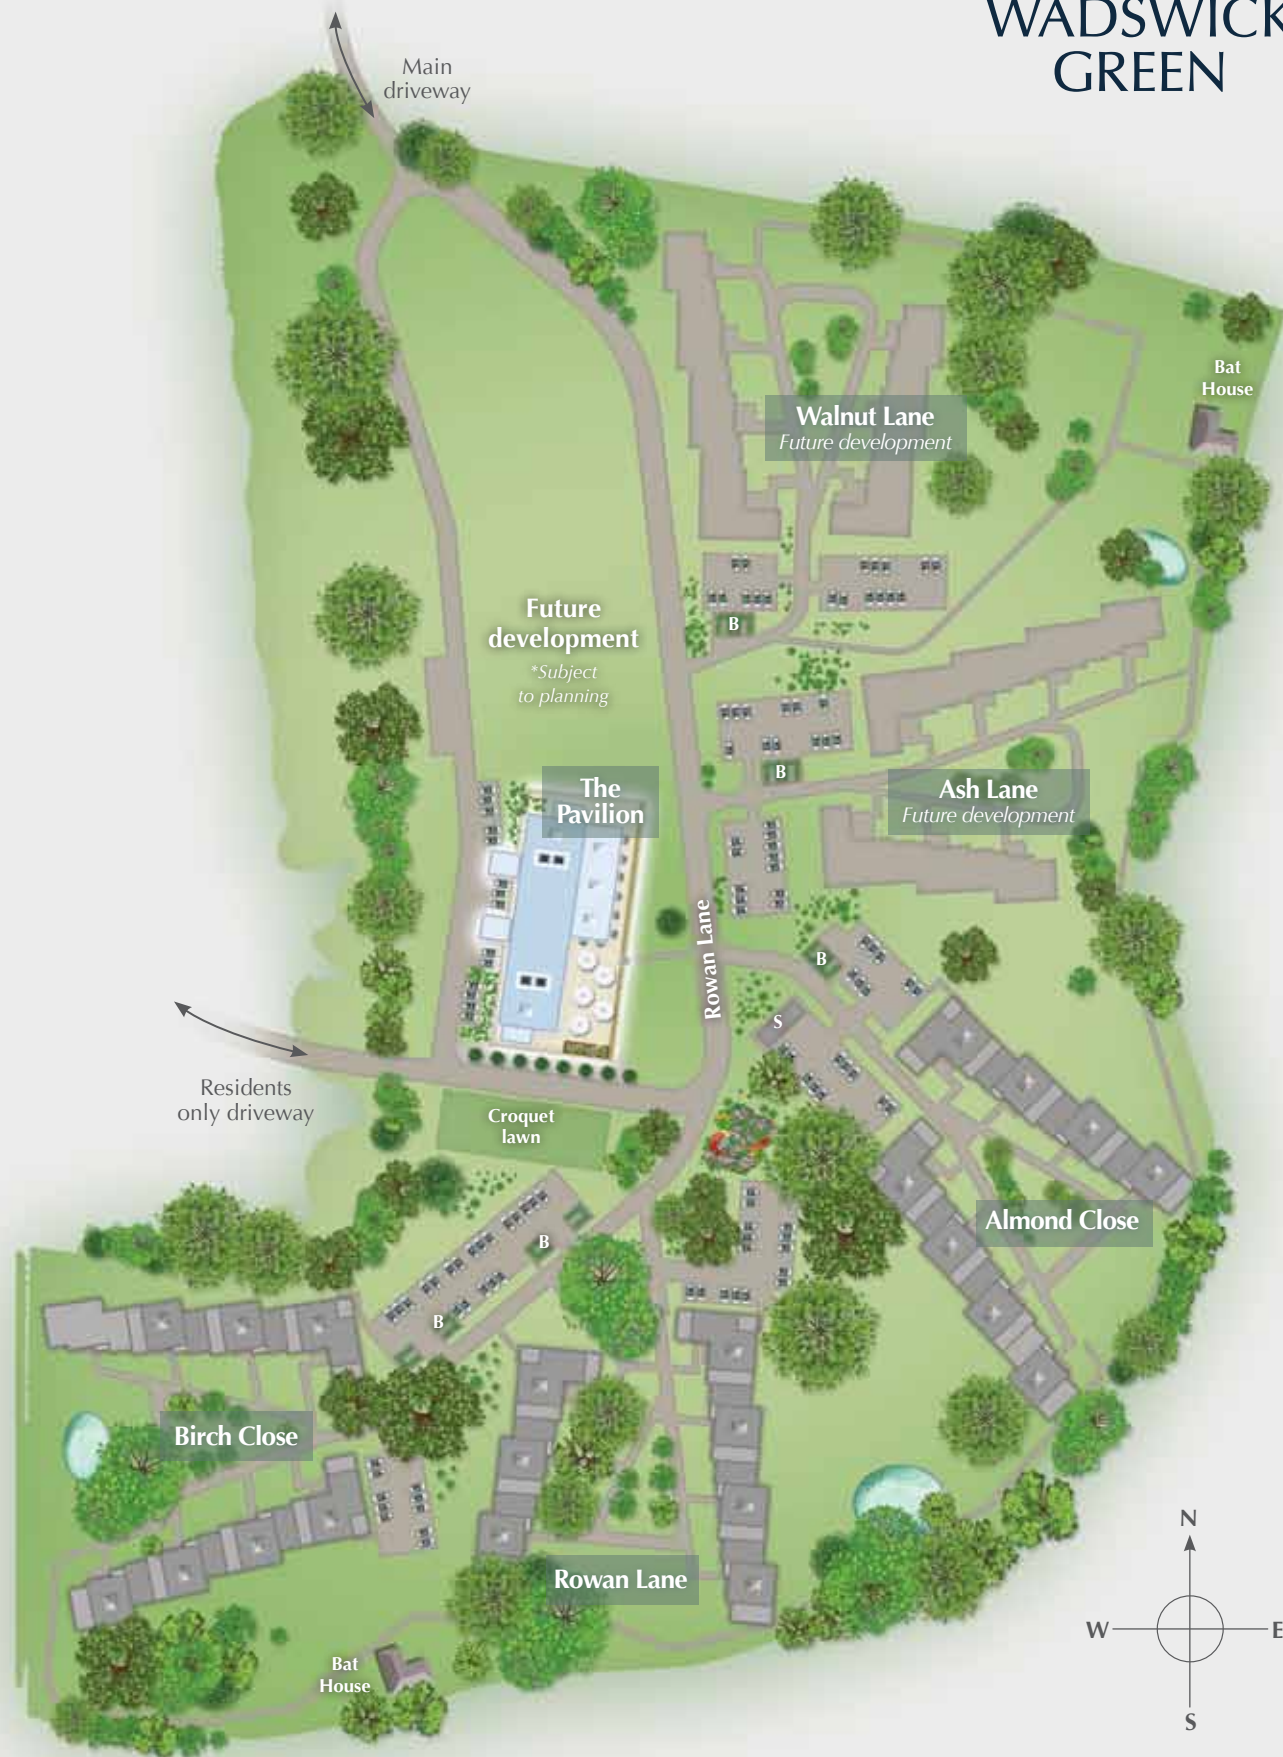 WADSWICK
GREEN
Main
driveway
Bat
House
Walnut Lane
Future development
Future
development
*Subject
to planning
B
The
Pavilion
B
Ash Lane
Future development
Rowan Lane
B
S
Residents
only driveway
Croquet
lawn
Almond Close
B
B
Birch Close
Rowan Lane
Bat
House
N
W
E
S